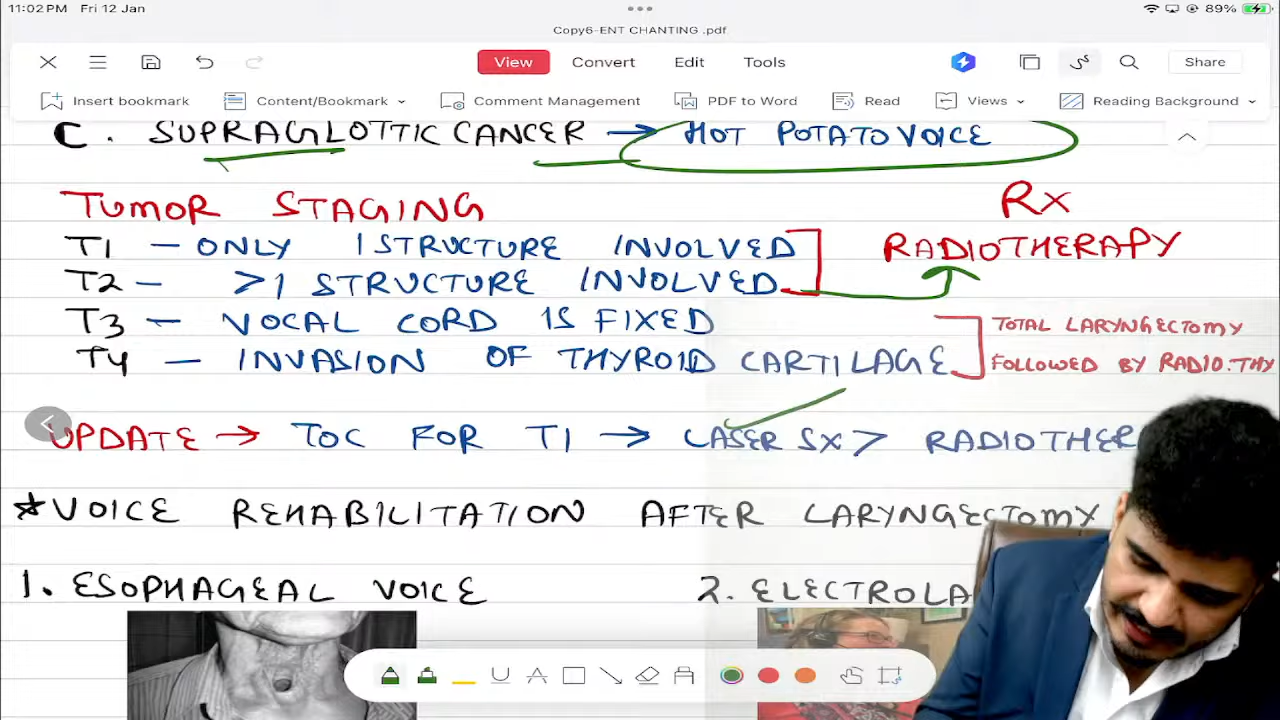 11:02 PM Fri 12 Jan 89%
Copy6-ENT CHANTING .pdf
View Convert Edit Tools Share
Insert bookmark Content/Bookmark Comment Management PDF to Word Read Views Reading Background
C. SUPRAGLOTTIC CANCER → HOT POTATO VOICE
TUMOR STAGING RX
T1 - ONLY 1 STRUCTURE INVOLVED RADIOTHERAPY
T2 - >1 STRUCTURE INVOLVED
T3 - VOCAL CORD IS FIXED TOTAL LARYNGECTOMY
T4 - INVASION OF THYROID CARTILAGE FOLLOWED BY RADIO.THY
UPDATE → TOC FOR T1 → LASER SX > RADIOTHER
*VOICE REHABILITATION AFTER LARYNGECTOMY
1. ESOPHAGEAL VOICE 2. ELECTROLA